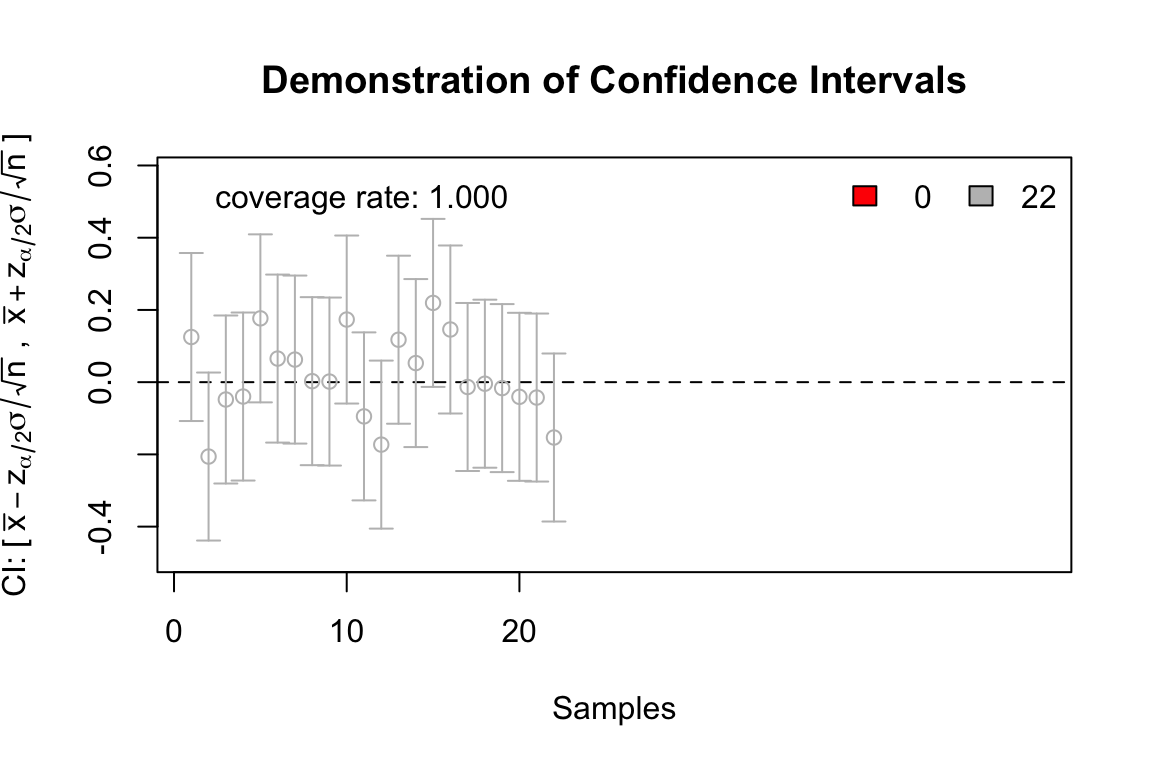 Demonstration of Confidence Intervals
CI: [ x̅ − zα/2σ/√n , x̅ + zα/2σ/√n ]
0.6
0.4
0.2
0.0
-0.4
coverage rate: 1.000
0 22
0 10 20
Samples